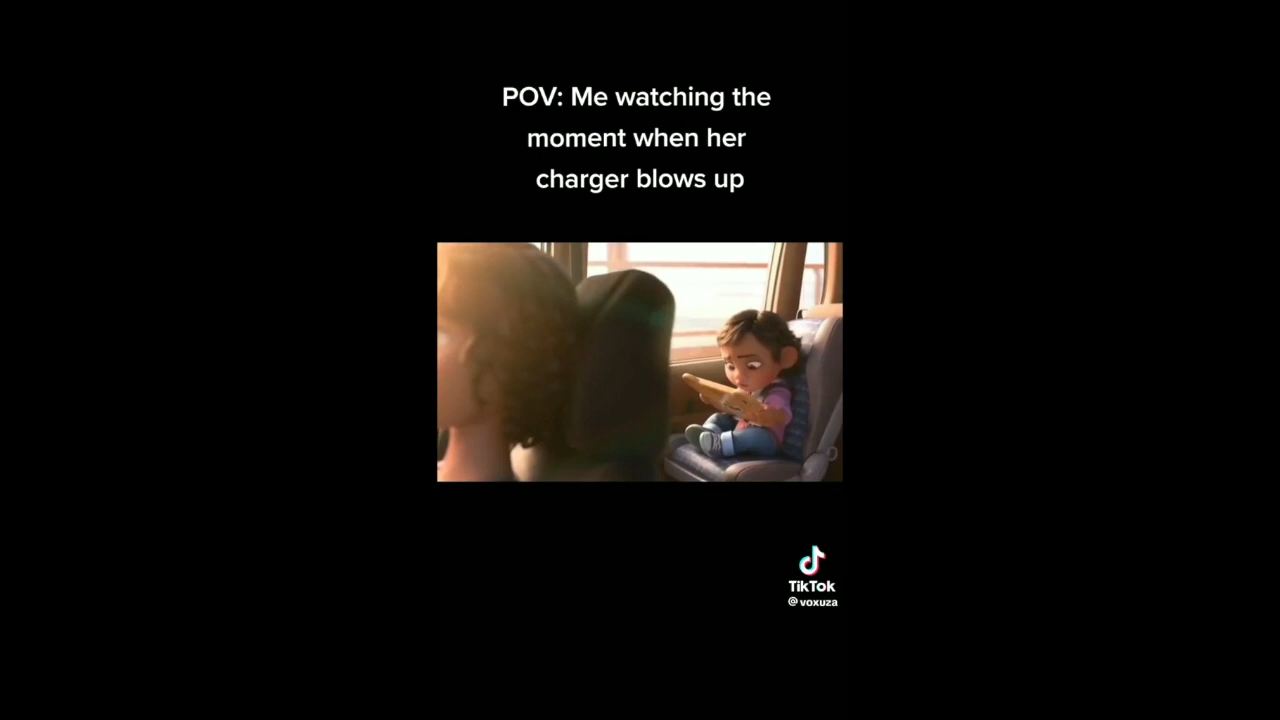 POV: Me watching the
moment when her
charger blows up
TikTok
@voxuza